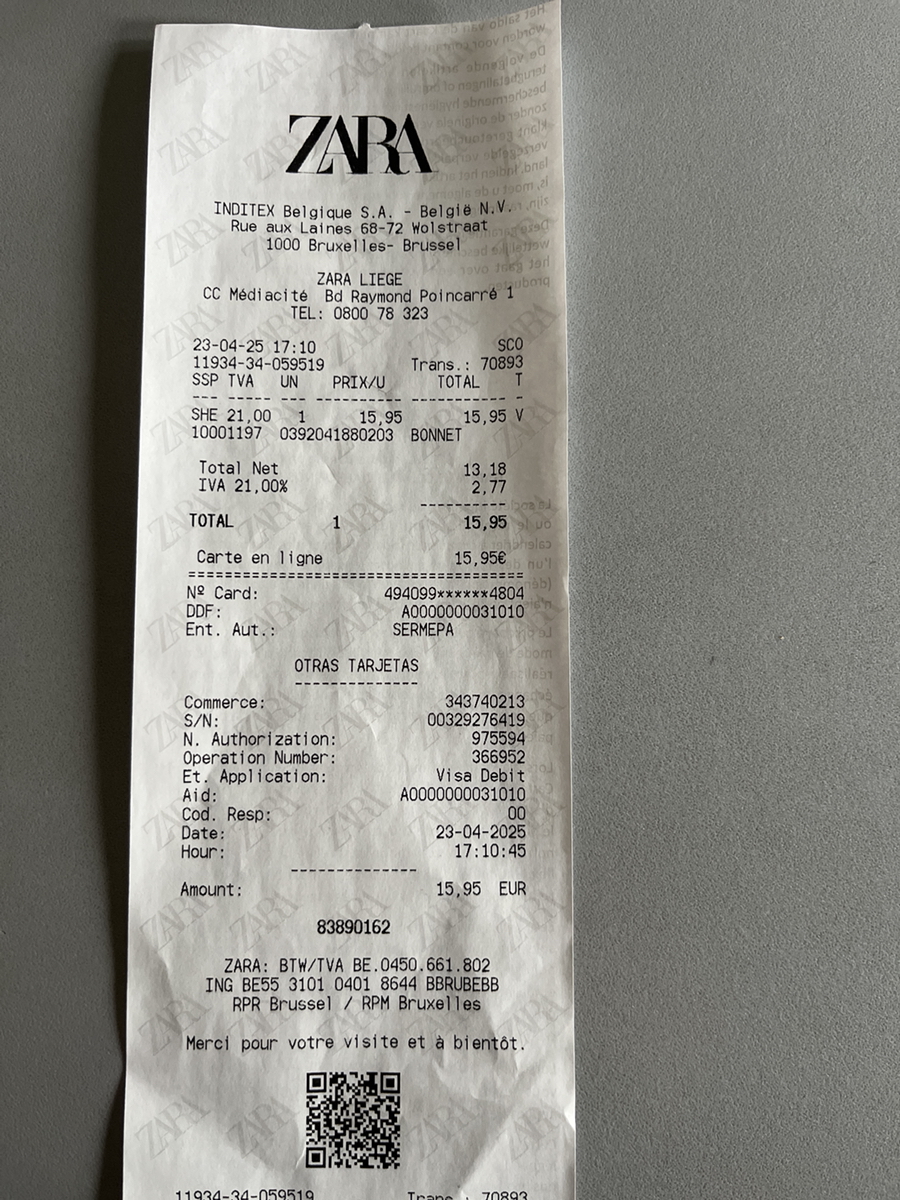 ZARA
INDITEX Belgique S.A. - België N.V.
Rue aux Laines 68-72 Wolstraat
1000 Bruxelles- Brussel
ZARA LIEGE
CC Médiacité Bd Raymond Poincarré 1
TEL: 0800 78 323
23-04-25 17:10 SCO
11934-34-059519 Trans.: 70893
SSP TVA UN PRIX/U TOTAL T
--- ----- --- --------- ----------- -
SHE 21,00 1 15,95 15,95 V
10001197 0392041880203 BONNET
Total Net 13,18
IVA 21,00% 2,77
----------
TOTAL 1 15,95
Carte en ligne 15,95€
======================================
Nº Card: 494099******4804
DDF: A0000000031010
Ent. Aut.: SERMEPA
OTRAS TARJETAS
--------------
Commerce: 343740213
S/N: 00329276419
N. Authorization: 975594
Operation Number: 366952
Et. Application: Visa Debit
Aid: A0000000031010
Cod. Resp: 00
Date: 23-04-2025
Hour: 17:10:45
--------------
Amount: 15,95 EUR
83890162
ZARA: BTW/TVA BE.0450.661.802
ING BE55 3101 0401 8644 BBRUBEBB
RPR Brussel / RPM Bruxelles
Merci pour votre visite et à bientôt.
11934-34-059519 Trans.: 70893